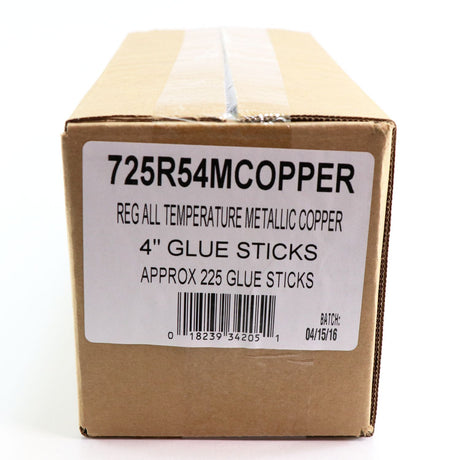 725R54MCOPPER
REG ALL TEMPERATURE METALLIC COPPER
4" GLUE STICKS
APPROX 225 GLUE STICKS
0 18239 34205 1
BATCH:
04/15/16